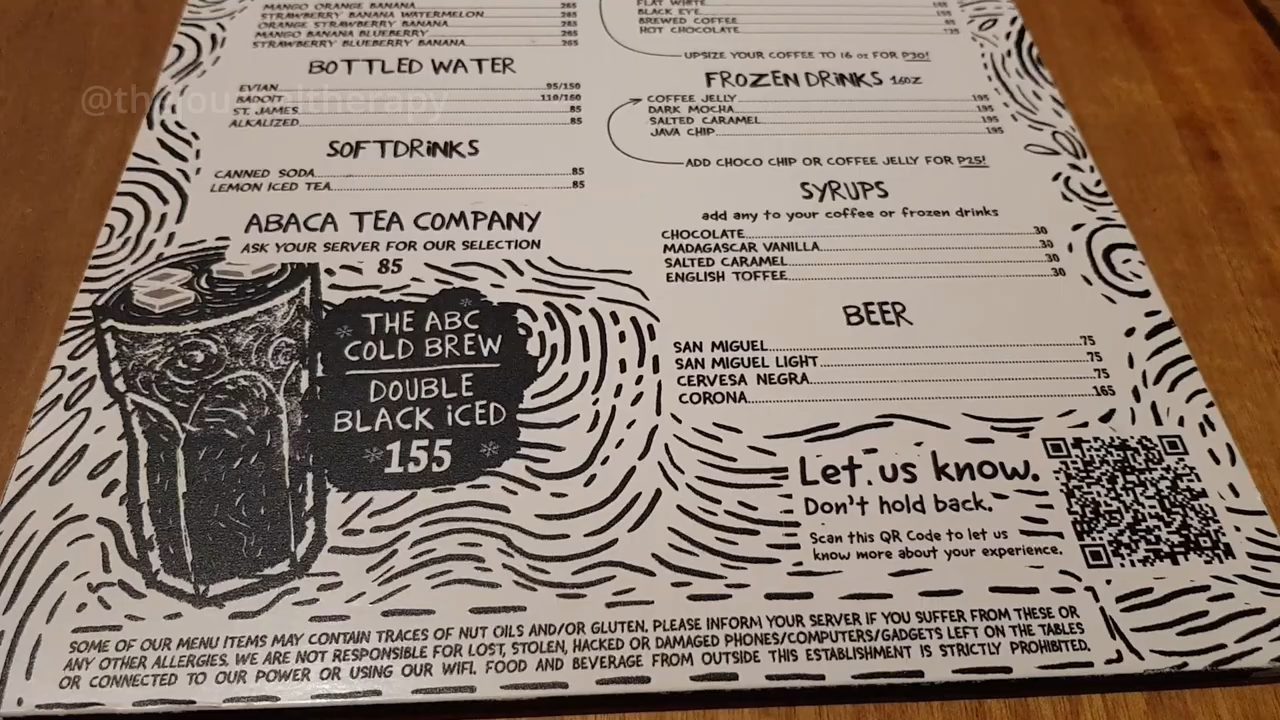 MANGO ORANGE BANANA 265
STRAWBERRY BANANA WATERMELON 265
ORANGE STRAWBERRY BANANA 265
MANGO BANANA BLUEBERRY 265
STRAWBERRY BLUEBERRY BANANA 265
BOTTLED WATER
EVIAN 95/150
BADOIT 110/160
ST. JAMES 85
ALKALIZED 85
SOFTDRINKS
CANNED SODA 85
LEMON ICED TEA 85
ABACA TEA COMPANY
ASK YOUR SERVER FOR OUR SELECTION
85
THE ABC
COLD BREW
DOUBLE
BLACK ICED
155
FLAT WHITE
BLACK EYE
BREWED COFFEE
HOT CHOCOLATE
UPSIZE YOUR COFFEE TO 16 oz FOR P30!
FROZEN DRINKS 16OZ
COFFEE JELLY 195
DARK MOCHA 195
SALTED CARAMEL 195
JAVA CHIP 195
ADD CHOCO CHIP OR COFFEE JELLY FOR P25!
SYRUPS
add any to your coffee or frozen drinks
CHOCOLATE 30
MADAGASCAR VANILLA 30
SALTED CARAMEL 30
ENGLISH TOFFEE 30
BEER
SAN MIGUEL 75
SAN MIGUEL LIGHT 75
CERVESA NEGRA 75
CORONA 165
Let us know.
Don't hold back.
Scan this QR Code to let us
know more about your experience.
SOME OF OUR MENU ITEMS MAY CONTAIN TRACES OF NUT OILS AND/OR GLUTEN. PLEASE INFORM YOUR SERVER IF YOU SUFFER FROM THESE OR
ANY OTHER ALLERGIES. WE ARE NOT RESPONSIBLE FOR LOST, STOLEN, HACKED OR DAMAGED PHONES/COMPUTERS/GADGETS LEFT ON THE TABLES
OR CONNECTED TO OUR POWER OR USING OUR WIFI. FOOD AND BEVERAGE FROM OUTSIDE THIS ESTABLISHMENT IS STRICTLY PROHIBITED.